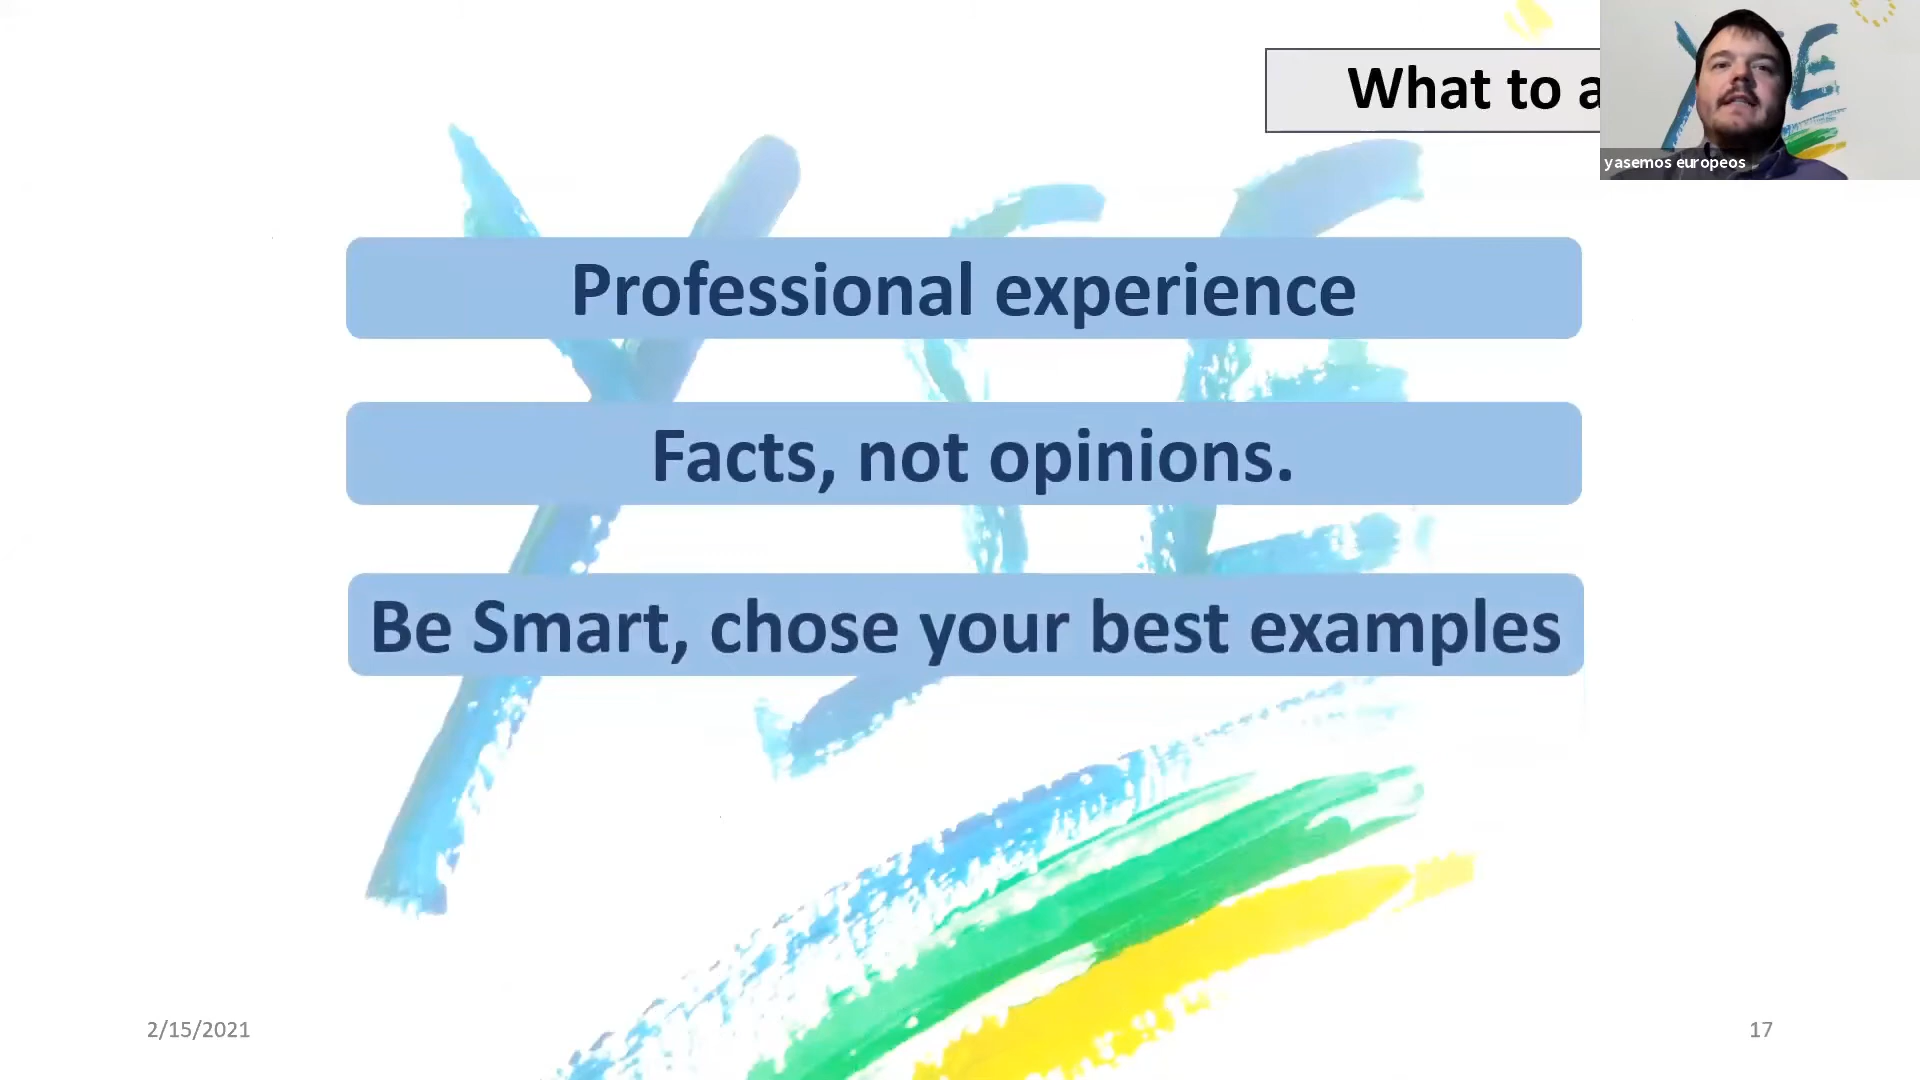 What to a
YSE
yasemos europeos
Professional experience
Facts, not opinions.
Be Smart, chose your best examples
2/15/2021
17